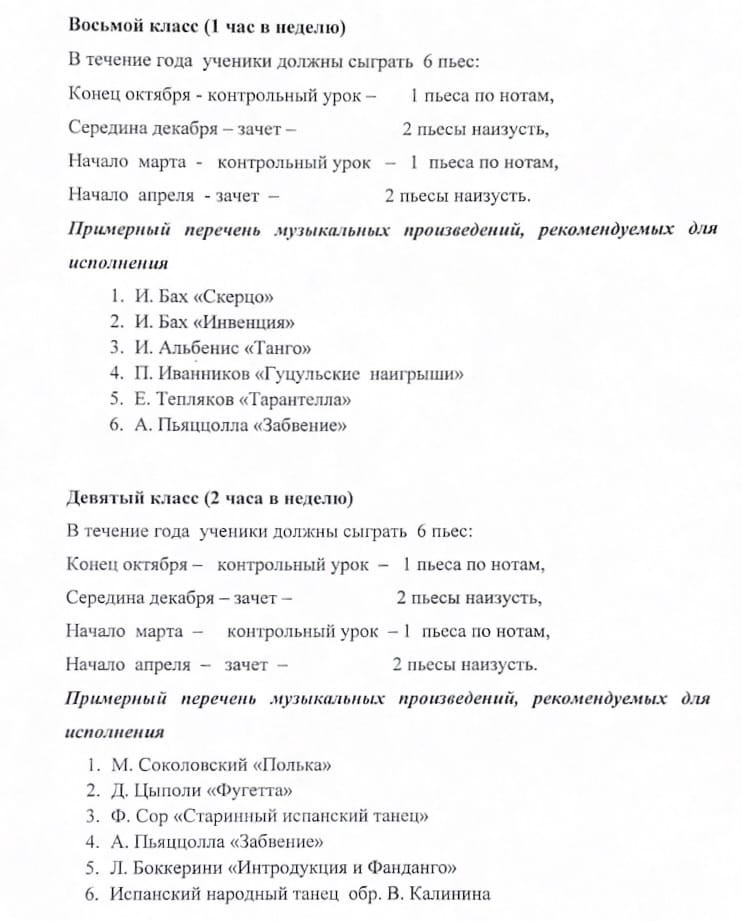 Восьмой класс (1 час в неделю)
В течение года ученики должны сыграть 6 пьес:
Конец октября - контрольный урок – 1 пьеса по нотам,
Середина декабря – зачет – 2 пьесы наизусть,
Начало марта - контрольный урок – 1 пьеса по нотам,
Начало апреля - зачет – 2 пьесы наизусть.
Примерный перечень музыкальных произведений, рекомендуемых для
исполнения
1. И. Бах «Скерцо»
2. И. Бах «Инвенция»
3. И. Альбенис «Танго»
4. П. Иванников «Гуцульские наигрыши»
5. Е. Тепляков «Тарантелла»
6. А. Пьяццолла «Забвение»
Девятый класс (2 часа в неделю)
В течение года ученики должны сыграть 6 пьес:
Конец октября – контрольный урок – 1 пьеса по нотам,
Середина декабря – зачет – 2 пьесы наизусть,
Начало марта – контрольный урок – 1 пьеса по нотам,
Начало апреля – зачет – 2 пьесы наизусть.
Примерный перечень музыкальных произведений, рекомендуемых для
исполнения
1. М. Соколовский «Полька»
2. Д. Цыполи «Фугетта»
3. Ф. Сор «Старинный испанский танец»
4. А. Пьяццолла «Забвение»
5. Л. Боккерини «Интродукция и Фанданго»
6. Испанский народный танец обр. В. Калинина